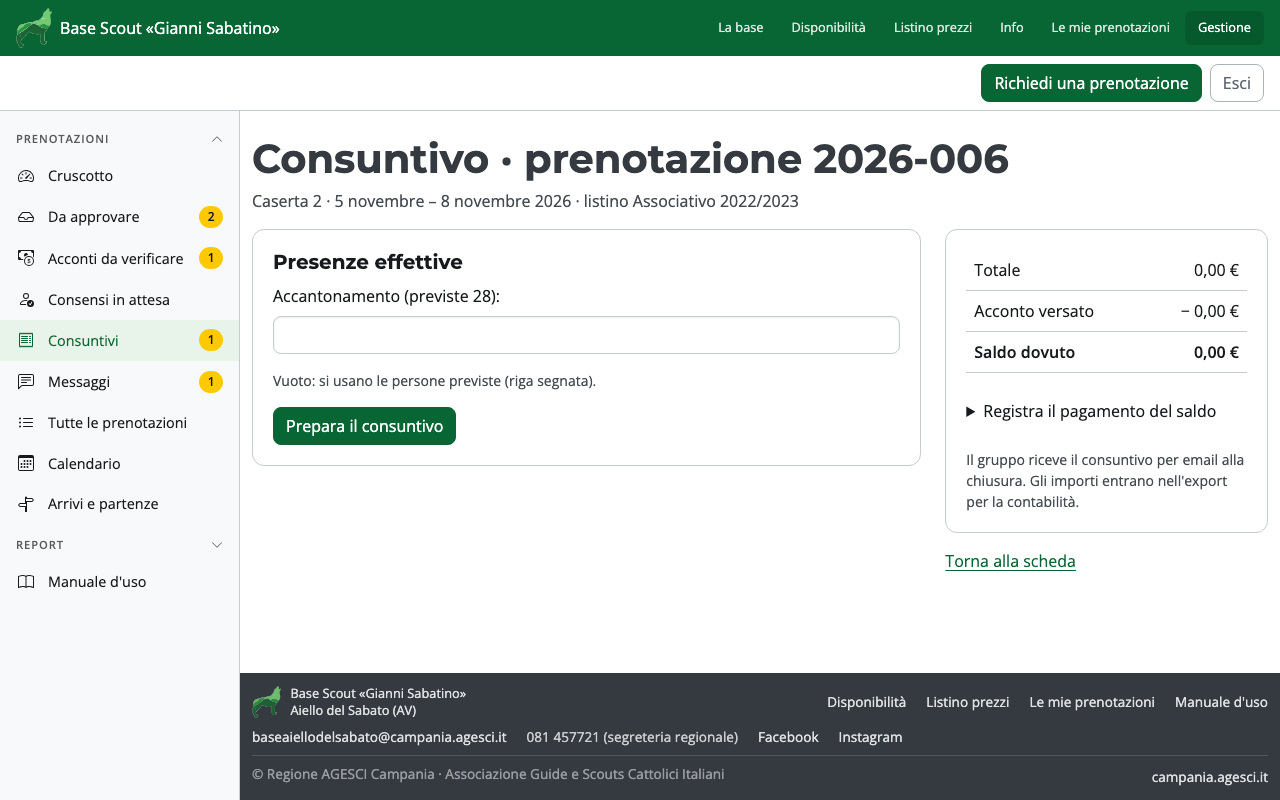 Base Scout «Gianni Sabatino»
La base
Disponibilità
Listino prezzi
Info
Le mie prenotazioni
Gestione
Richiedi una prenotazione
Esci
PRENOTAZIONI
Cruscotto
Da approvare 2
Acconti da verificare 1
Consensi in attesa
Consuntivi 1
Messaggi 1
Tutte le prenotazioni
Calendario
Arrivi e partenze
REPORT
Manuale d'uso
Consuntivo · prenotazione 2026-006
Caserta 2 · 5 novembre – 8 novembre 2026 · listino Associativo 2022/2023
Presenze effettive
Accantonamento (previste 28):
Vuoto: si usano le persone previste (riga segnata).
Prepara il consuntivo
Totale 0,00 €
Acconto versato − 0,00 €
Saldo dovuto 0,00 €
Registra il pagamento del saldo
Il gruppo riceve il consuntivo per email alla
chiusura. Gli importi entrano nell'export
per la contabilità.
Torna alla scheda
Base Scout «Gianni Sabatino»
Aiello del Sabato (AV)
Disponibilità
Listino prezzi
Le mie prenotazioni
Manuale d'uso
baseaiellodelsabato@campania.agesci.it
081 457721 (segreteria regionale)
Facebook
Instagram
© Regione AGESCI Campania · Associazione Guide e Scouts Cattolici Italiani
campania.agesci.it